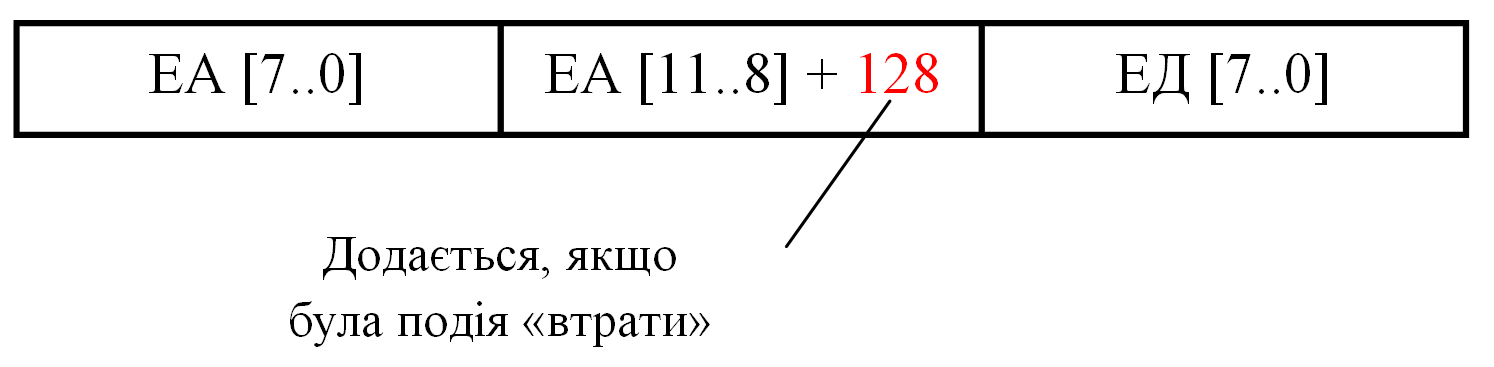 ЕА [7..0] ЕА [11..8] + 128 ЕД [7..0]
Додається, якщо
була подія «втрати»